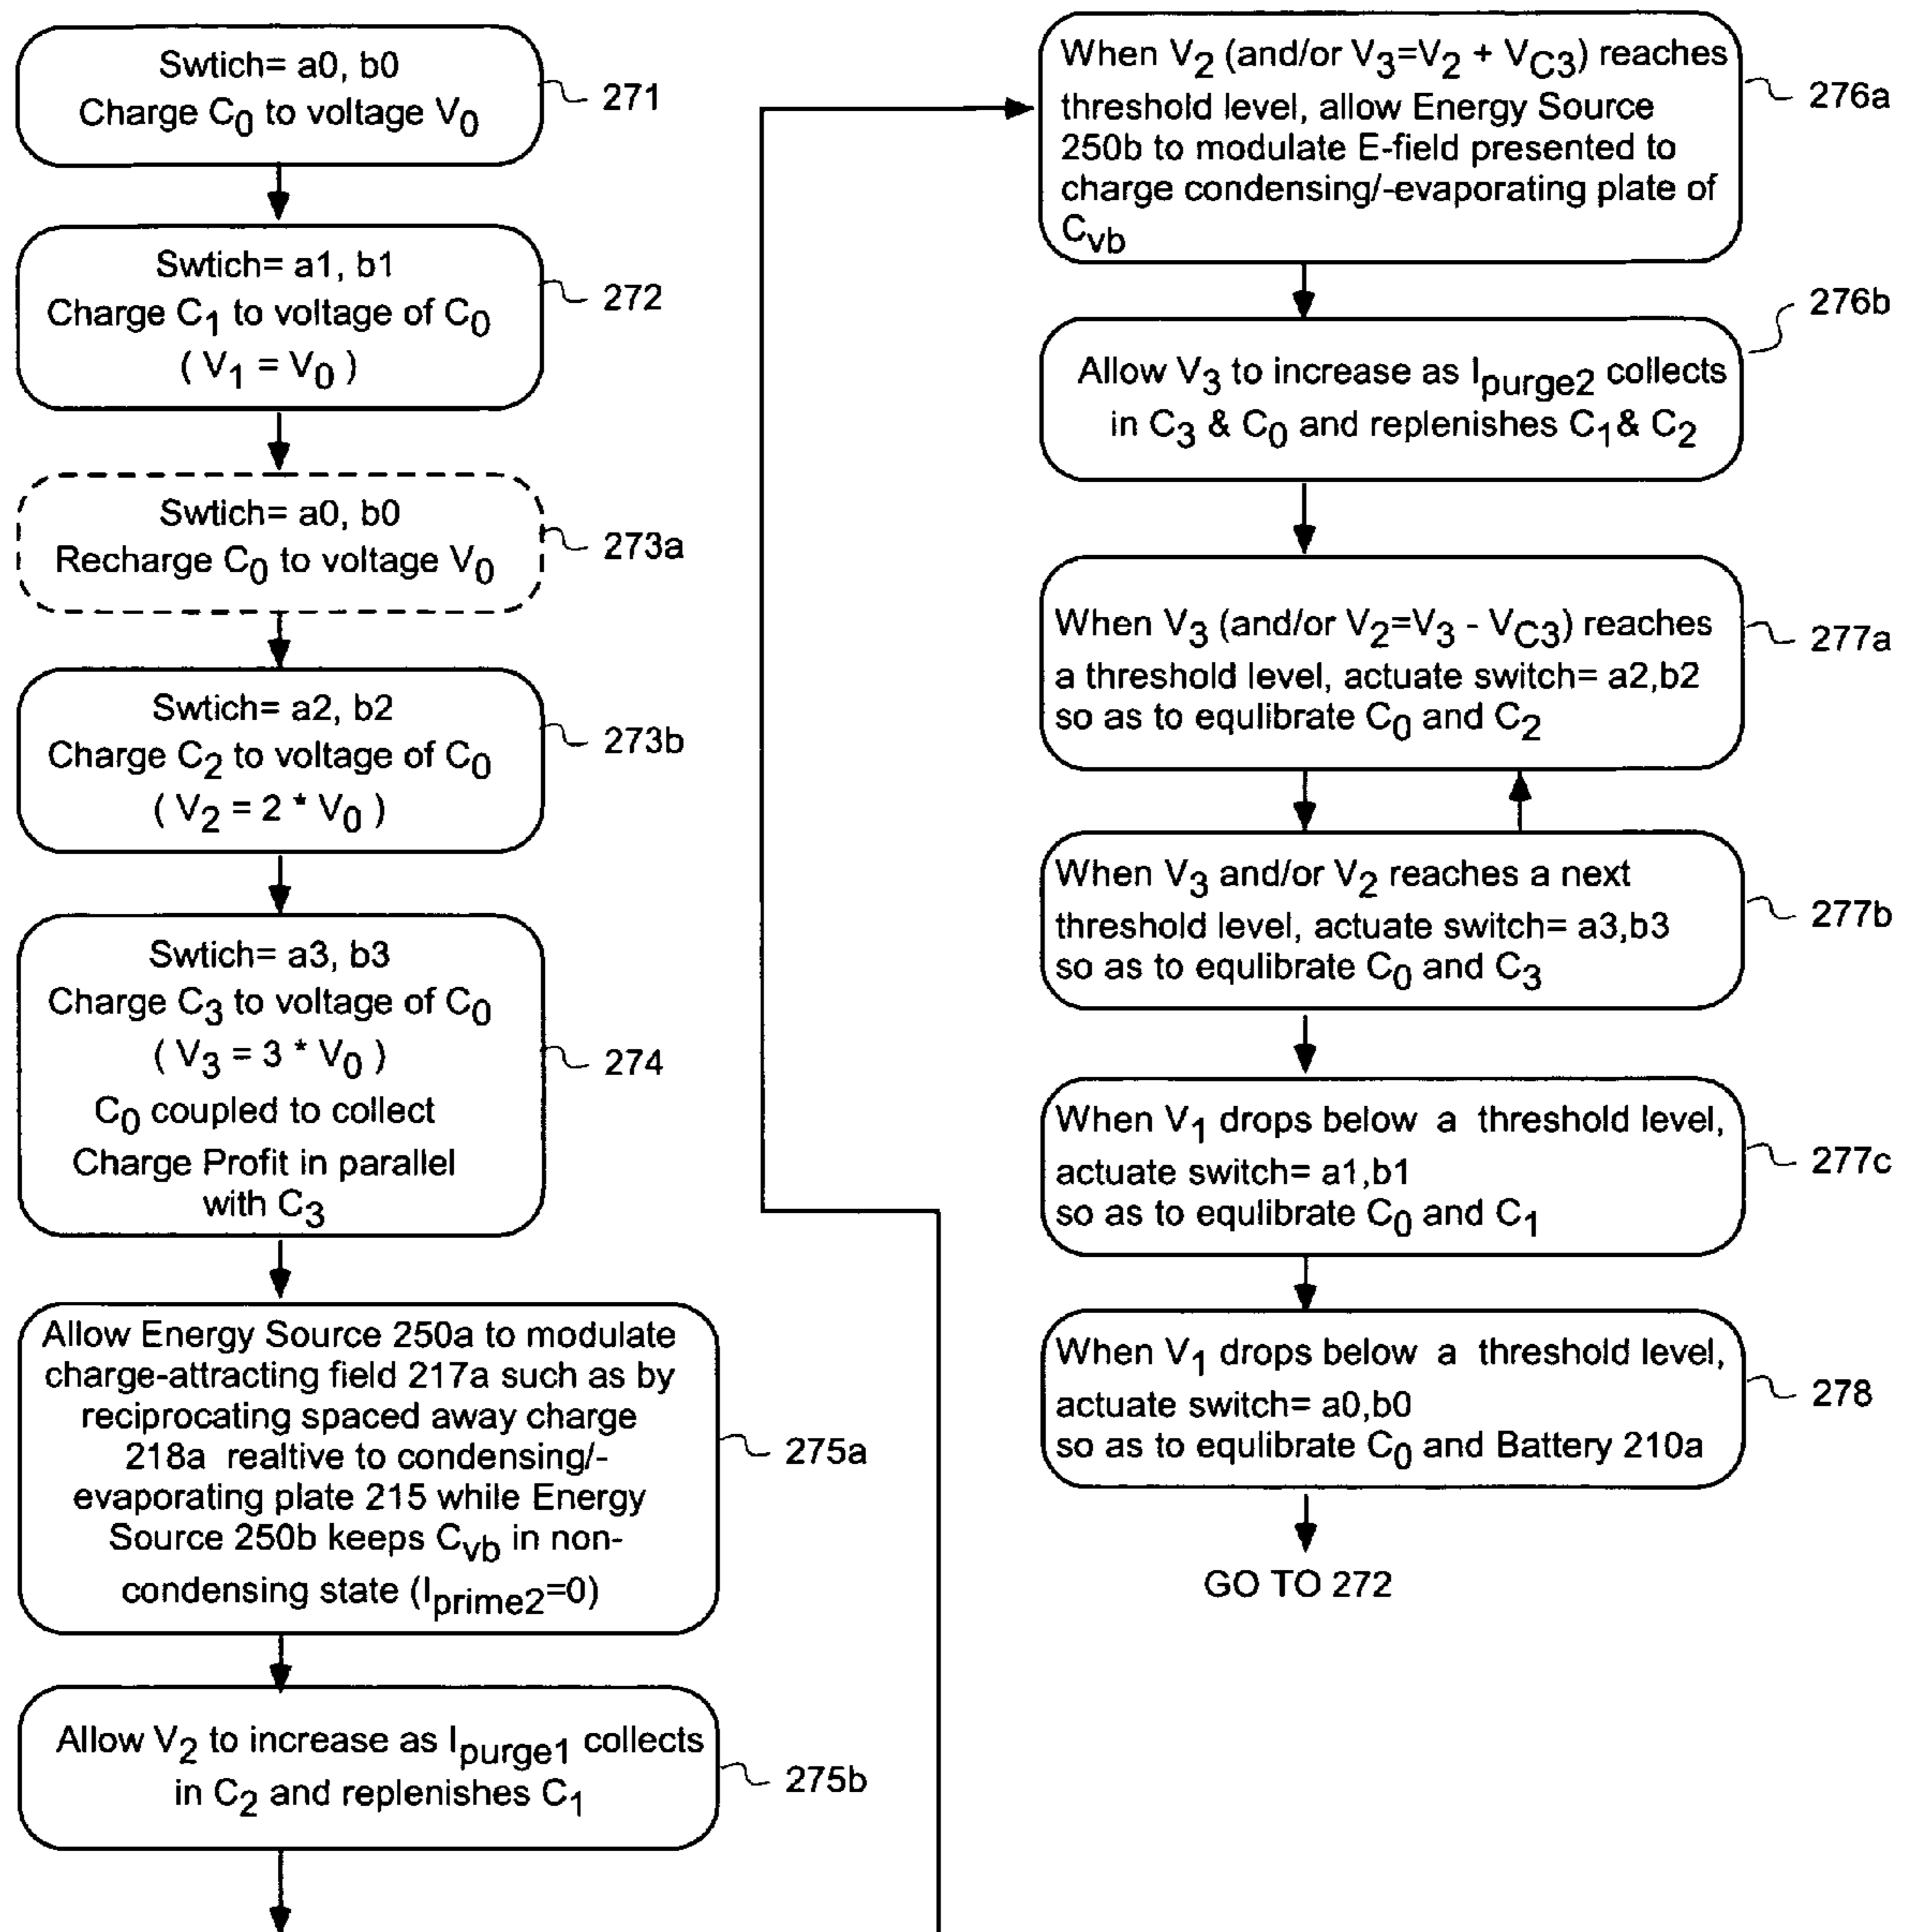 Swtich= a0, b0
Charge C0 to voltage V0
271
Swtich= a1, b1
Charge C1 to voltage of C0
( V1 = V0 )
272
Swtich= a0, b0
Recharge C0 to voltage V0
273a
Swtich= a2, b2
Charge C2 to voltage of C0
( V2 = 2 * V0 )
273b
Swtich= a3, b3
Charge C3 to voltage of C0
( V3 = 3 * V0 )
C0 coupled to collect
Charge Profit in parallel
with C3
274
Allow Energy Source 250a to modulate
charge-attracting field 217a such as by
reciprocating spaced away charge
218a realtive to condensing/-
evaporating plate 215 while Energy
Source 250b keeps Cvb in non-
condensing state (Iprime2=0)
275a
Allow V2 to increase as Ipurge1 collects
in C2 and replenishes C1
275b
When V2 (and/or V3=V2 + VC3) reaches
threshold level, allow Energy Source
250b to modulate E-field presented to
charge condensing/-evaporating plate of
Cvb
276a
Allow V3 to increase as Ipurge2 collects
in C3 & C0 and replenishes C1& C2
276b
When V3 (and/or V2=V3 - VC3) reaches
a threshold level, actuate switch= a2,b2
so as to equlibrate C0 and C2
277a
When V3 and/or V2 reaches a next
threshold level, actuate switch= a3,b3
so as to equlibrate C0 and C3
277b
When V1 drops below a threshold level,
actuate switch= a1,b1
so as to equlibrate C0 and C1
277c
When V1 drops below a threshold level,
actuate switch= a0,b0
so as to equlibrate C0 and Battery 210a
278
GO TO 272